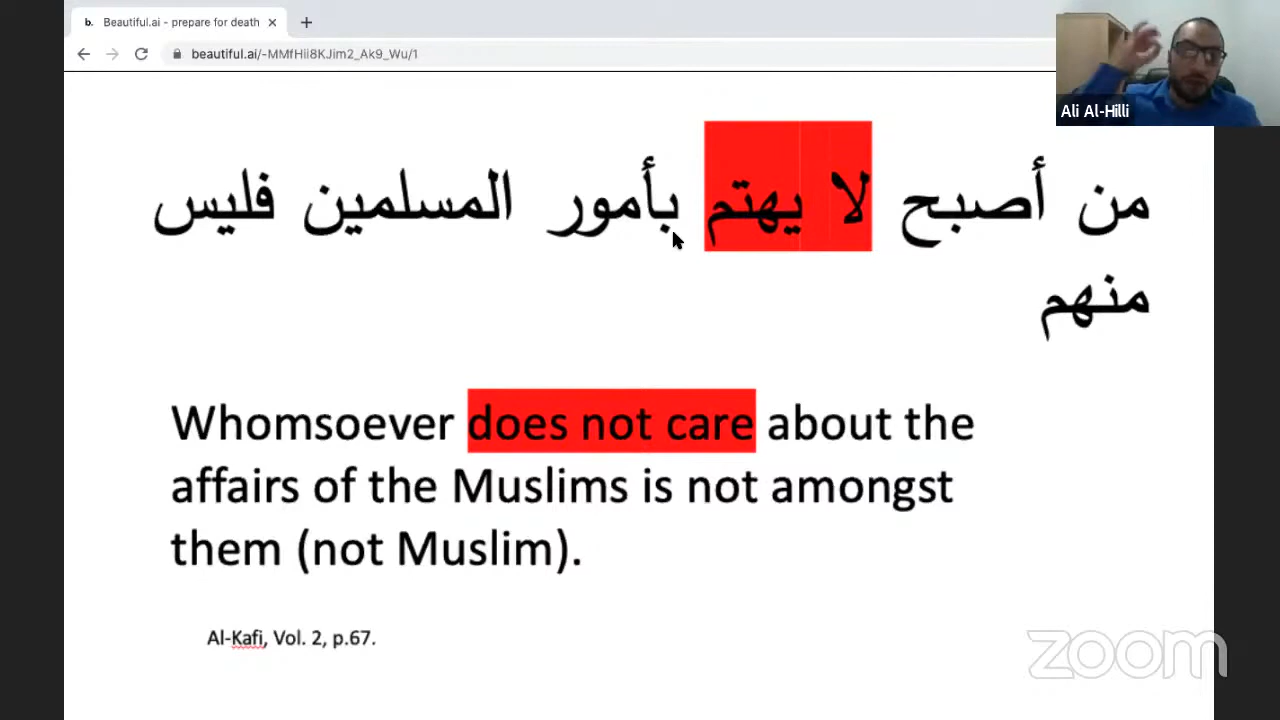 b. Beautiful.ai - prepare for death
beautiful.ai/-MMfHii8KJim2_Ak9_Wu/1
Ali Al-Hilli
من أصبح لا يهتم بأمور المسلمين فليس
منهم
Whomsoever does not care about the
affairs of the Muslims is not amongst
them (not Muslim).
Al-Kafi, Vol. 2, p.67.
zoom